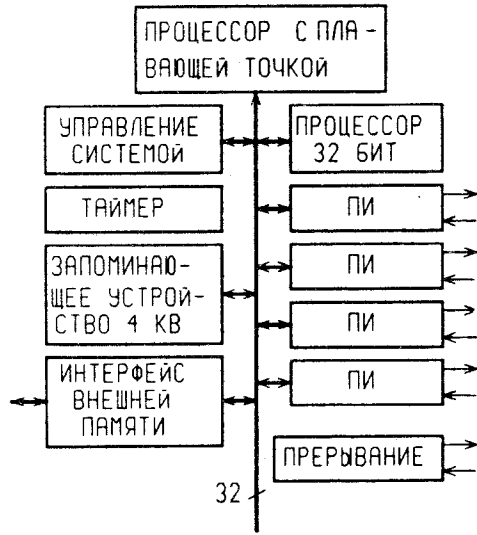 ПРОЦЕССОР С ПЛА-
ВАЮЩЕЙ ТОЧКОЙ
УПРАВЛЕНИЕ
СИСТЕМОЙ
ПРОЦЕССОР
32 БИТ
ТАЙМЕР
ПИ
ЗАПОМИНАЮ-
ЩЕЕ УСТРОЙ-
СТВО 4 КВ
ПИ
ПИ
ИНТЕРФЕЙС
ВНЕШНЕЙ
ПАМЯТИ
ПИ
ПРЕРЫВАНИЕ
32